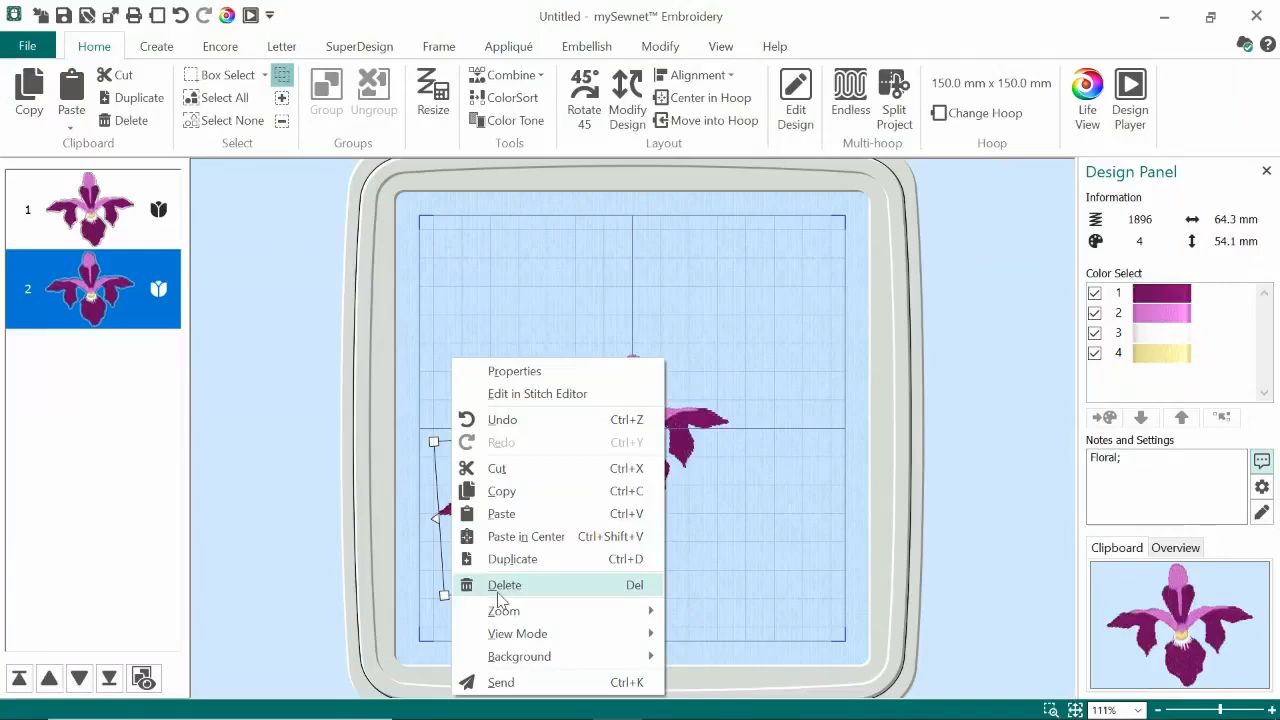 Untitled - mySewnet™ Embroidery
File Home Create Encore Letter SuperDesign Frame Appliqué Embellish Modify View Help
Copy
Paste
Cut
Duplicate
Delete
Clipboard
Box Select
Select All
Select None
Select
Group
Ungroup
Groups
Resize
Combine
ColorSort
Color Tone
Tools
45°
Rotate
45
Modify
Design
Alignment
Center in Hoop
Move into Hoop
Layout
Edit
Design
Endless
Split
Project
Multi-hoop
150.0 mm x 150.0 mm
Change Hoop
Hoop
Life
View
Design
Player
1
2
Properties
Edit in Stitch Editor
Undo Ctrl+Z
Redo Ctrl+Y
Cut Ctrl+X
Copy Ctrl+C
Paste Ctrl+V
Paste in Center Ctrl+Shift+V
Duplicate Ctrl+D
Delete Del
Zoom
View Mode
Background
Send Ctrl+K
Design Panel
Information
1896 64.3 mm
4 54.1 mm
Color Select
1
2
3
4
Notes and Settings
Floral;
Clipboard Overview
111%